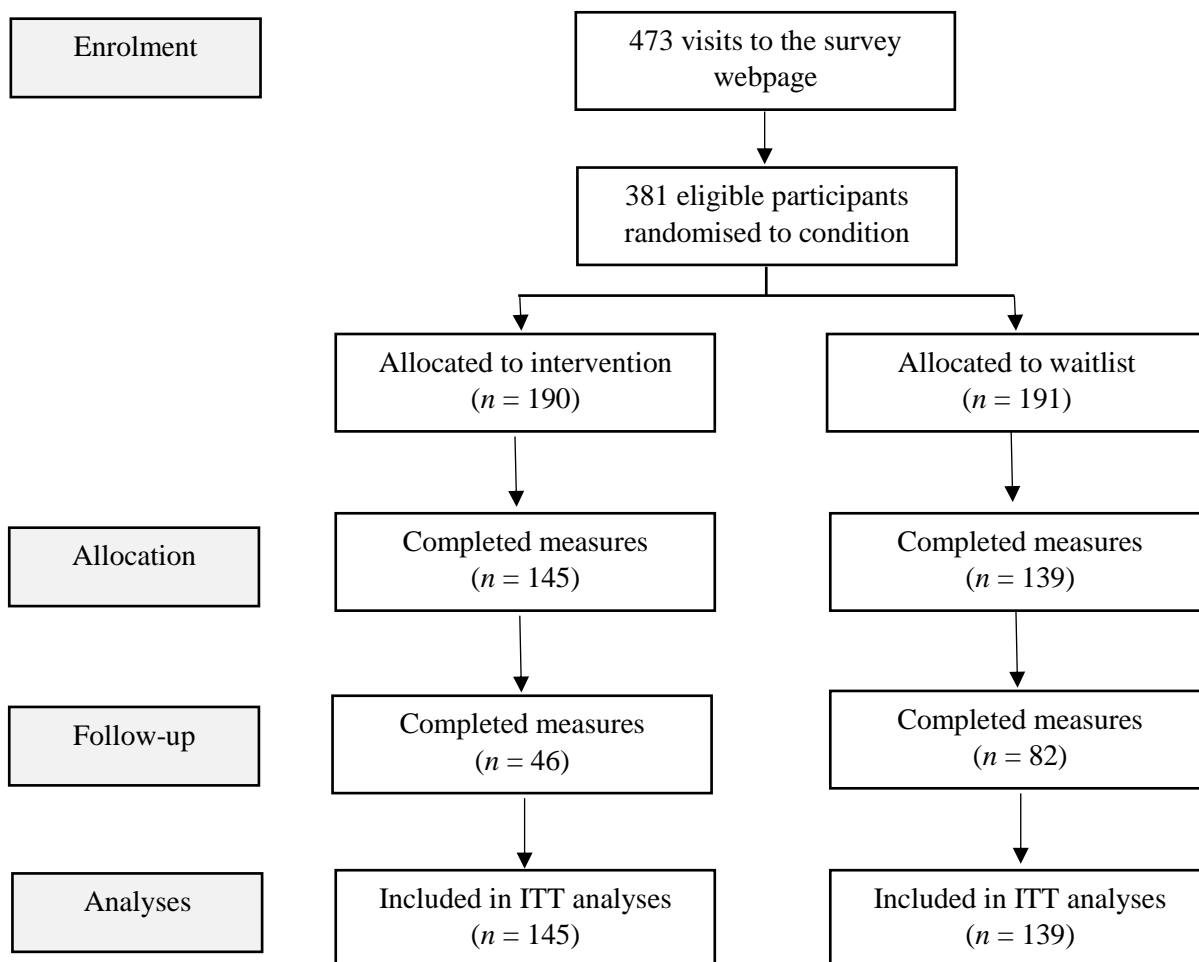 Enrolment
473 visits to the survey
webpage
381 eligible participants
randomised to condition
Allocated to intervention
(n = 190)
Allocated to waitlist
(n = 191)
Allocation
Completed measures
(n = 145)
Completed measures
(n = 139)
Follow-up
Completed measures
(n = 46)
Completed measures
(n = 82)
Analyses
Included in ITT analyses
(n = 145)
Included in ITT analyses
(n = 139)